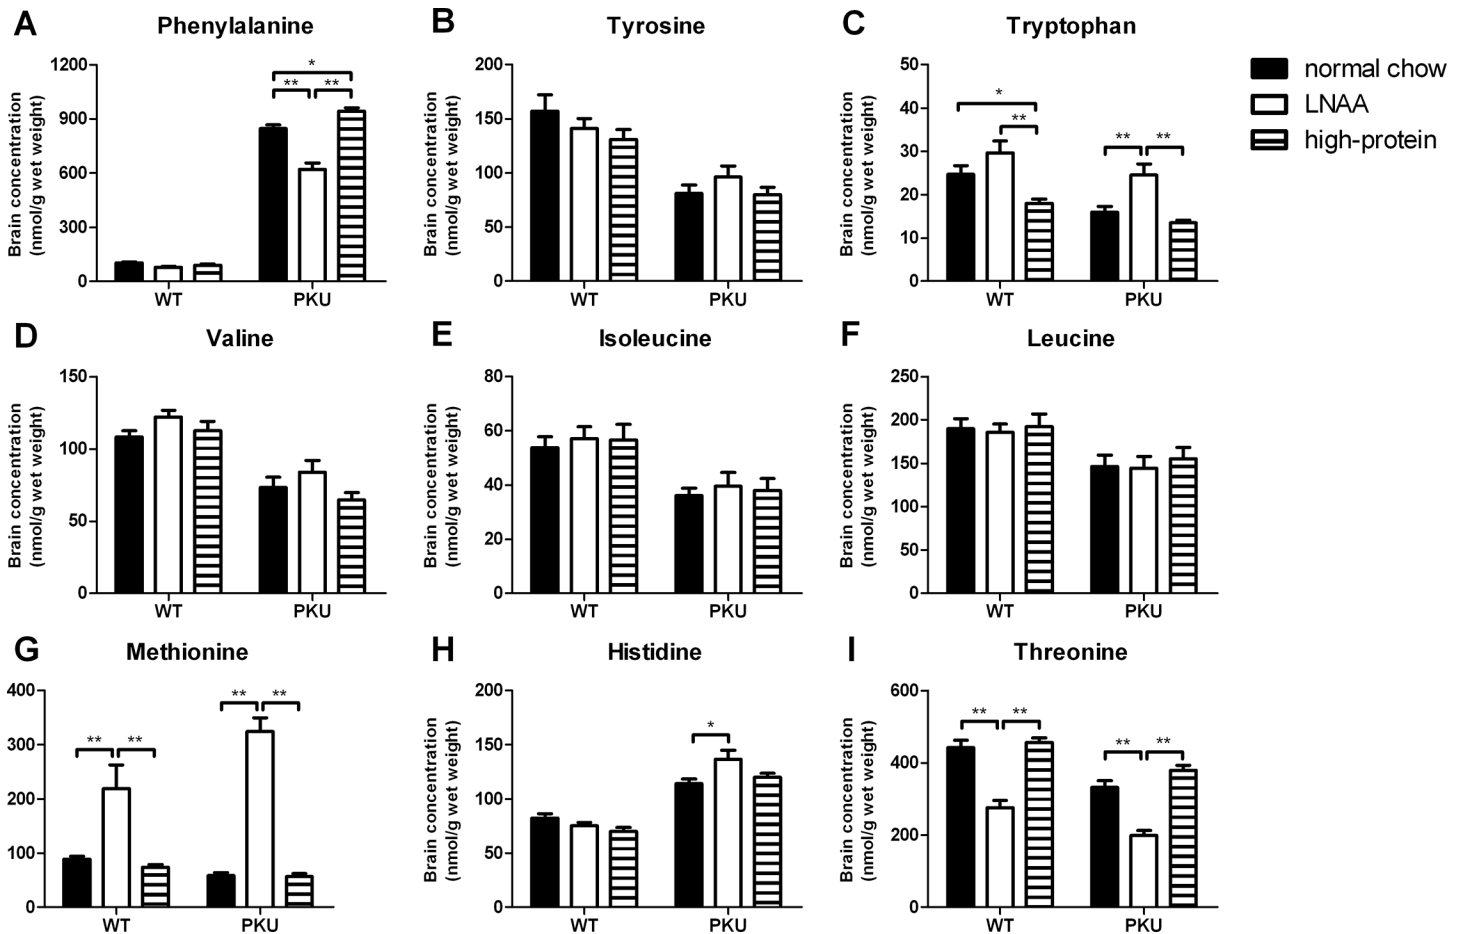 A Phenylalanine
Brain concentration
(nmol/g wet weight)
1200
900
600
300
0
*
** **
WT PKU
B Tyrosine
Brain concentration
(nmol/g wet weight)
200
150
100
50
0
WT PKU
C Tryptophan
Brain concentration
(nmol/g wet weight)
50
40
30
20
10
0
*
**
** **
WT PKU
normal chow
LNAA
high-protein
D Valine
Brain concentration
(nmol/g wet weight)
150
100
50
0
WT PKU
E Isoleucine
Brain concentration
(nmol/g wet weight)
80
60
40
20
0
WT PKU
F Leucine
Brain concentration
(nmol/g wet weight)
250
200
150
100
50
0
WT PKU
G Methionine
400
300
200
100
0
** **
** **
WT PKU
H Histidine
Brain concentration
(nmol/g wet weight)
200
150
100
50
0
*
WT PKU
I Threonine
Brain concentration
(nmol/g wet weight)
600
400
200
0
** **
** **
WT PKU